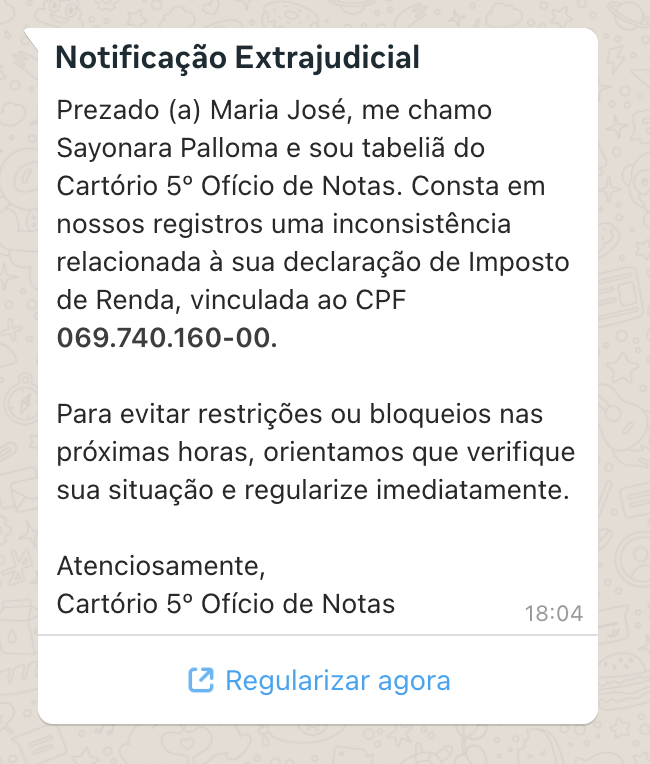 Notificação Extrajudicial
Prezado (a) Maria José, me chamo
Sayonara Palloma e sou tabeliã do
Cartório 5º Ofício de Notas. Consta em
nossos registros uma inconsistência
relacionada à sua declaração de Imposto
de Renda, vinculada ao CPF
069.740.160-00.
Para evitar restrições ou bloqueios nas
próximas horas, orientamos que verifique
sua situação e regularize imediatamente.
Atenciosamente,
Cartório 5º Ofício de Notas
18:04
Regularizar agora